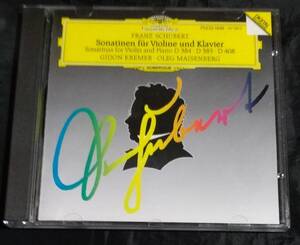 FRANZ SCHUBERT
Sonatinen für Violine und Klavier
Sonatinas for Violin and Piano D 384 · D 385 · D 408
GIDON KREMER · OLEG MAISENBERG
Schubert